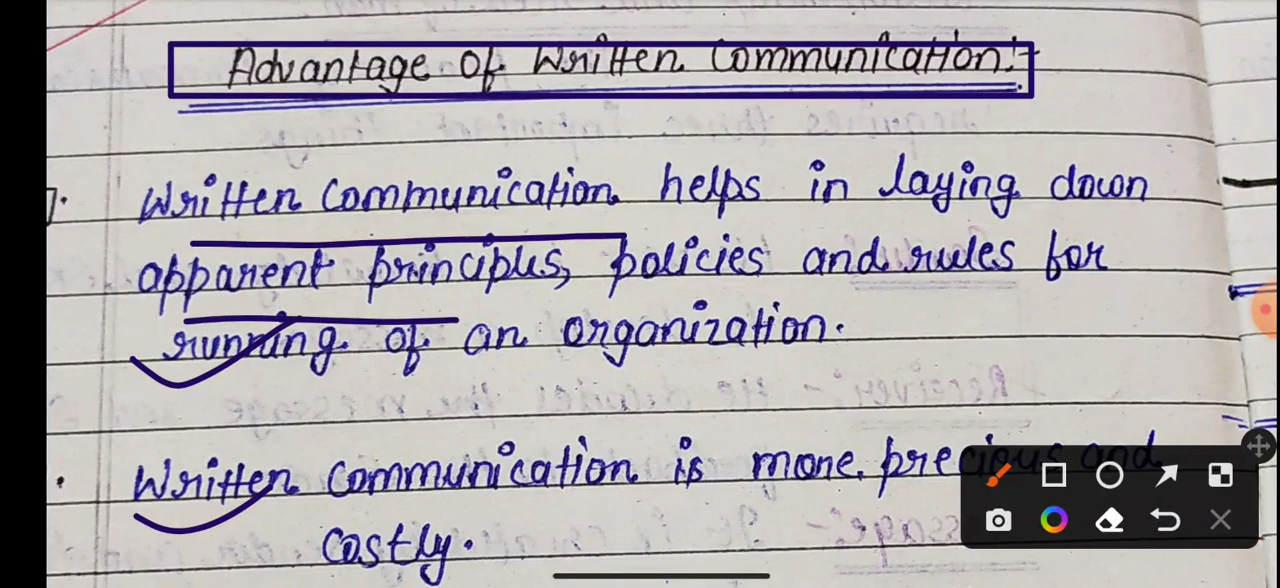 Advantage of Written Communication:-
1. Written communication helps in laying down
apparent principles, policies and rules for
running of an organization.
. Written communication is more precious and
costly.